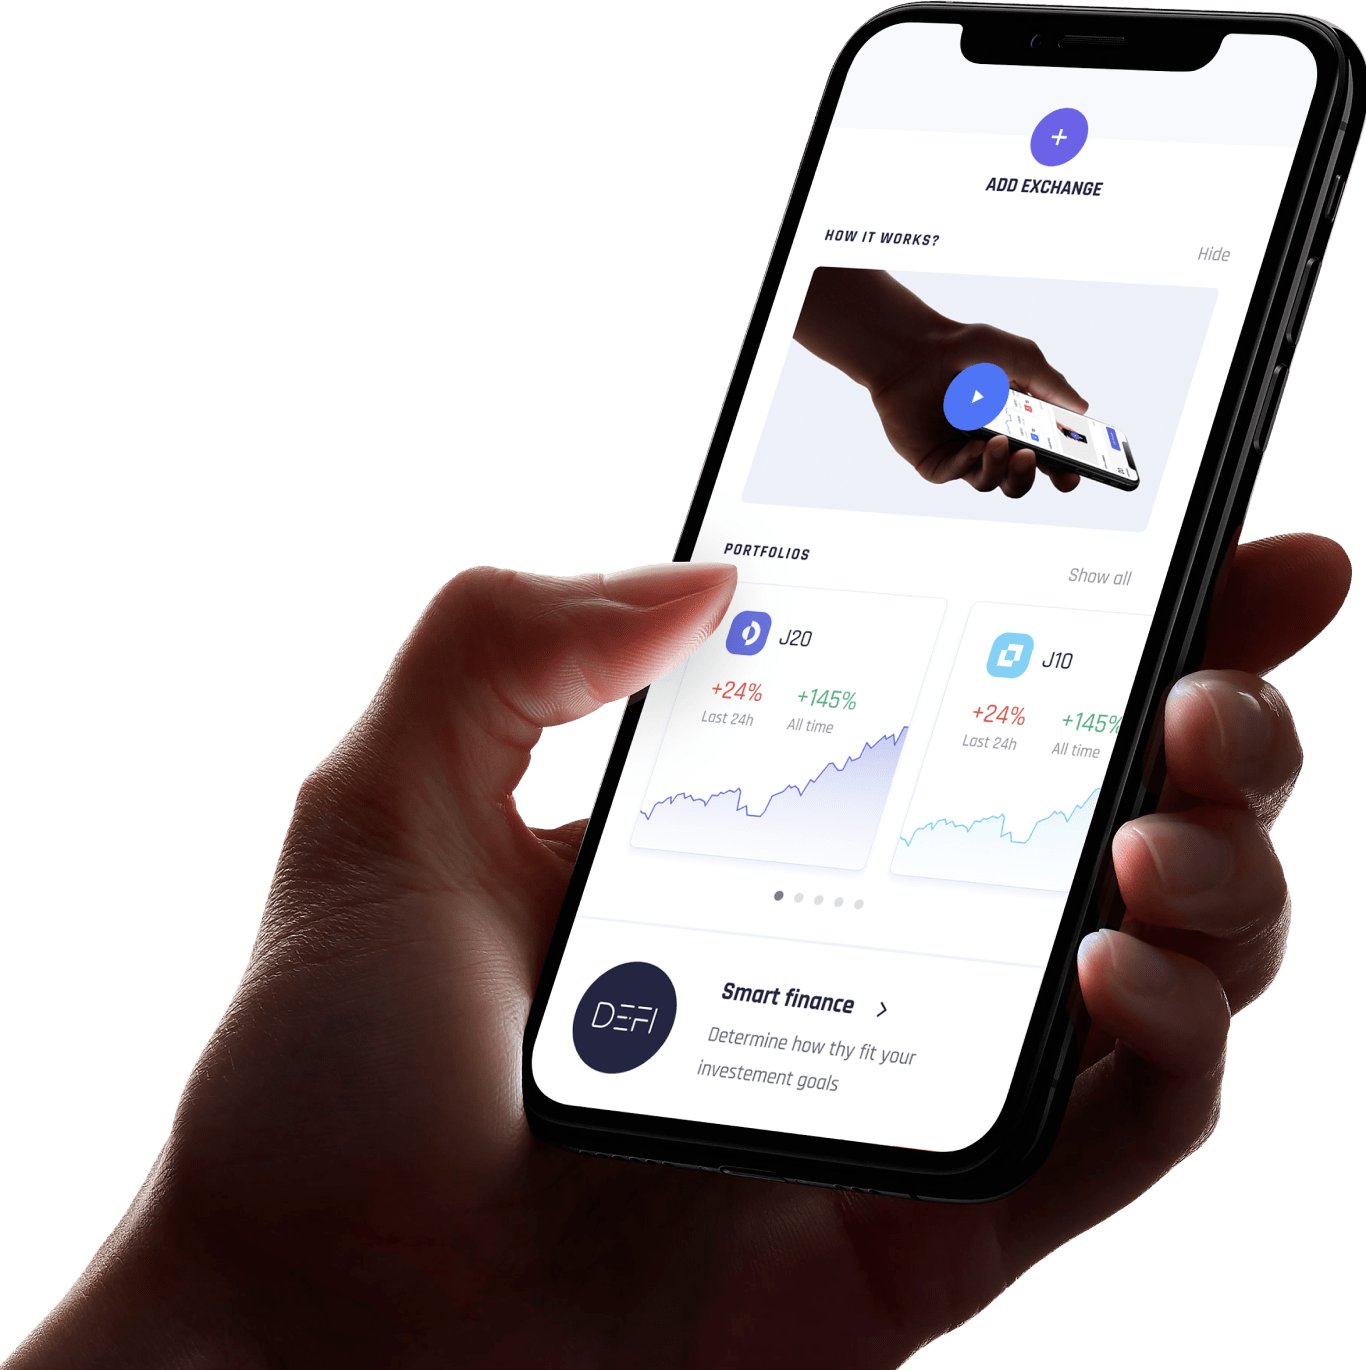 ADD EXCHANGE
HOW IT WORKS?
Hide
PORTFOLIOS
Show all
J20
+24%
+145%
Last 24h
All time
J10
+24%
+145%
Last 24h
All time
DEFI
Smart finance
Determine how thy fit your
investement goals